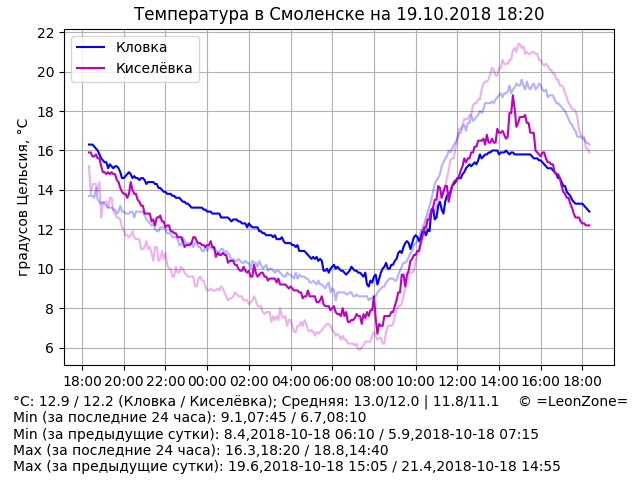 Температура в Смоленске на 19.10.2018 18:20
Кловка
Киселёвка
градусов Цельсия, °C
22
20
18
16
14
12
10
8
6
18:00 20:00 22:00 00:00 02:00 04:00 06:00 08:00 10:00 12:00 14:00 16:00 18:00
°C: 12.9 / 12.2 (Кловка / Киселёвка); Средняя: 13.0/12.0 | 11.8/11.1 © =LeonZone=
Min (за последние 24 часа): 9.1,07:45 / 6.7,08:10
Min (за предыдущие сутки): 8.4,2018-10-18 06:10 / 5.9,2018-10-18 07:15
Max (за последние 24 часа): 16.3,18:20 / 18.8,14:40
Max (за предыдущие сутки): 19.6,2018-10-18 15:05 / 21.4,2018-10-18 14:55